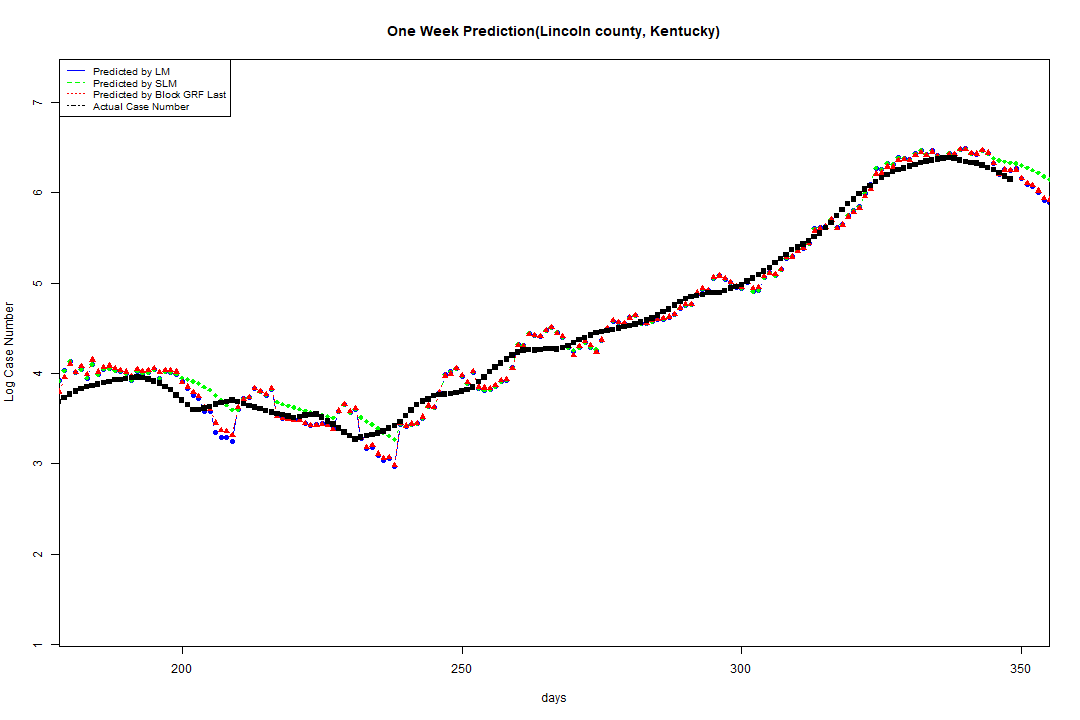 One Week Prediction(Lincoln county, Kentucky)
Predicted by LM
Predicted by SLM
Predicted by Block GRF Last
Actual Case Number
Log Case Number
7
6
5
4
3
2
1
200
250
300
350
days